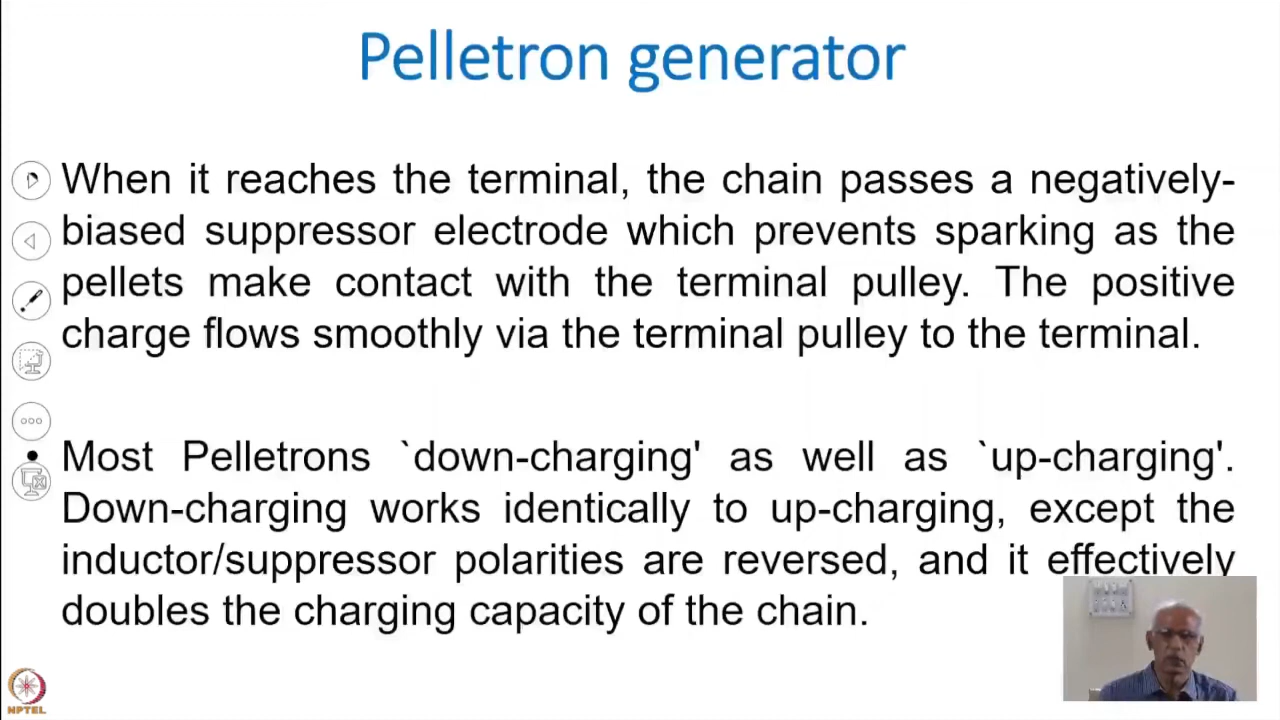 Pelletron generator
When it reaches the terminal, the chain passes a negatively-
biased suppressor electrode which prevents sparking as the
pellets make contact with the terminal pulley. The positive
charge flows smoothly via the terminal pulley to the terminal.
Most Pelletrons `down-charging' as well as `up-charging'.
Down-charging works identically to up-charging, except the
inductor/suppressor polarities are reversed, and it effectively
doubles the charging capacity of the chain.
NPTEL